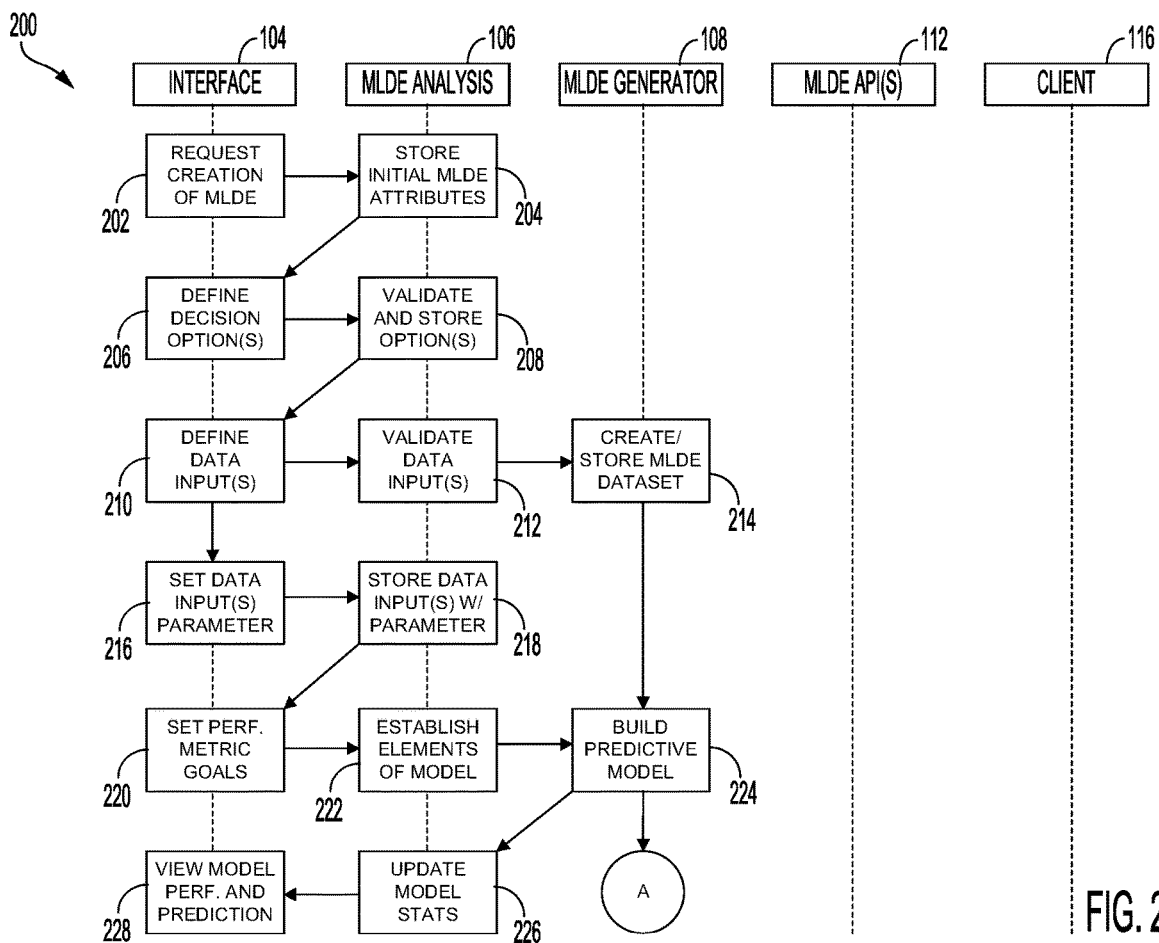 200
104
106
108
112
116
INTERFACE
MLDE ANALYSIS
MLDE GENERATOR
MLDE API(S)
CLIENT
REQUEST
CREATION
OF MLDE
202
STORE
INITIAL MLDE
ATTRIBUTES
204
DEFINE
DECISION
OPTION(S)
206
VALIDATE
AND STORE
OPTION(S)
208
DEFINE
DATA
INPUT(S)
210
VALIDATE
DATA
INPUT(S)
212
CREATE/
STORE MLDE
DATASET
214
SET DATA
INPUT(S)
PARAMETER
216
STORE DATA
INPUT(S) W/
PARAMETER
218
SET PERF.
METRIC
GOALS
220
ESTABLISH
ELEMENTS
OF MODEL
222
BUILD
PREDICTIVE
MODEL
224
VIEW MODEL
PERF. AND
PREDICTION
228
UPDATE
MODEL
STATS
226
A
FIG. 2